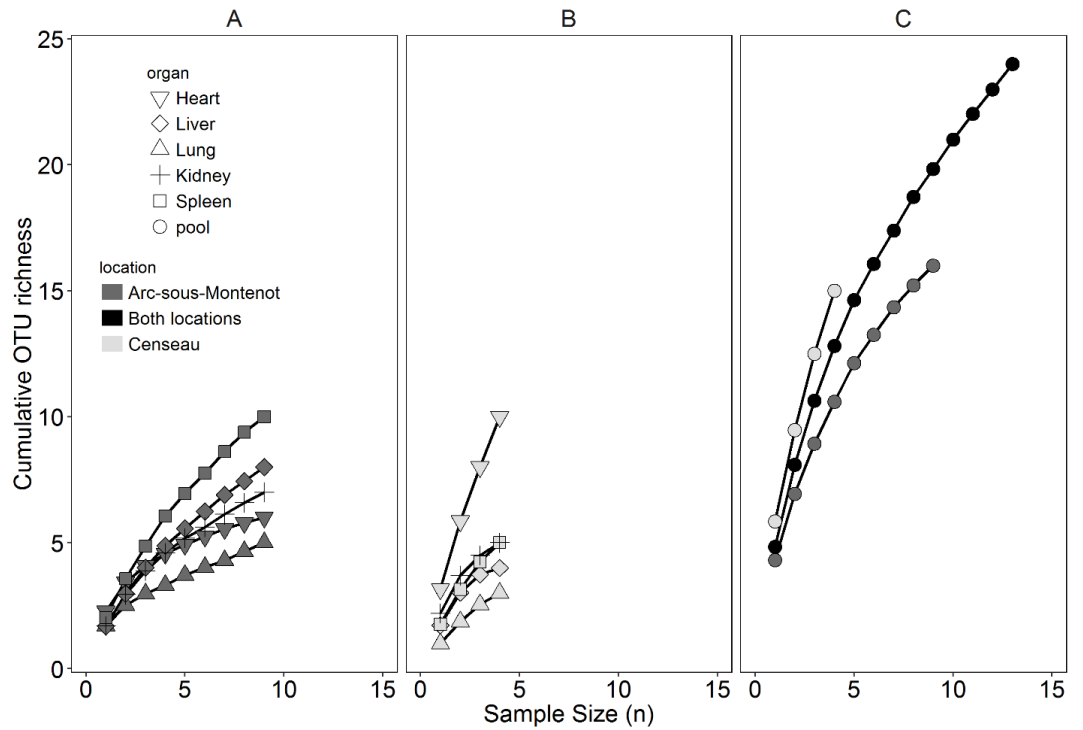 A
B
C
25
20
15
10
5
0
Cumulative OTU richness
organ
Heart
Liver
Lung
Kidney
Spleen
pool
location
Arc-sous-Montenot
Both locations
Censeau
0 5 10 15
0 5 10 15
0 5 10 15
Sample Size (n)